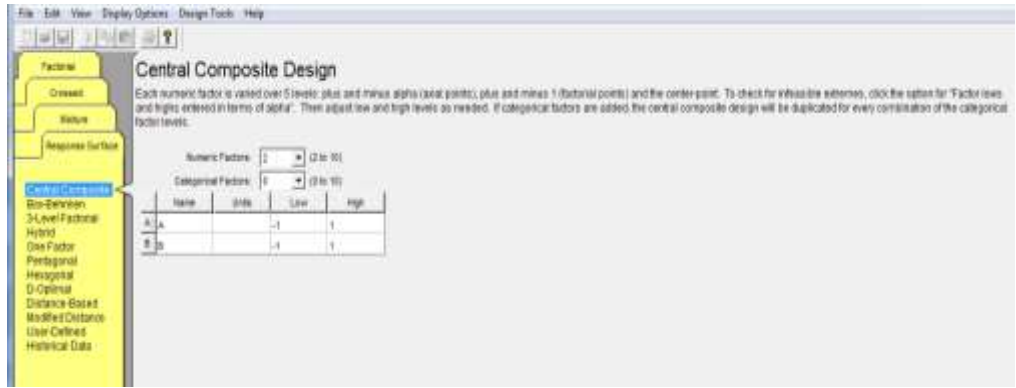 File Edit View Display Options Design Tools Help
Factorial
Crossed
Mixture
Response Surface
Central Composite
Box-Behnken
3-Level Factorial
Hybrid
One Factor
Pentagonal
Hexagonal
D-Optimal
Distance-Based
Modified Distance
User-Defined
Historical Data
Central Composite Design
Each numeric factor is varied over 5 levels: plus and minus alpha (axial points), plus and minus 1 (factorial points) and the center-point. To check for infeasible extremes, click the option for "Factor lows
and highs entered in terms of alpha". Then adjust low and high levels as needed. If categorical factors are added, the central composite design will be duplicated for every combination of the categorical
factor levels.
Numeric Factors: 2 (2 to 10)
Categorical Factors: 0 (0 to 10)
Name Units Low High
A: A -1 1
B: B -1 1